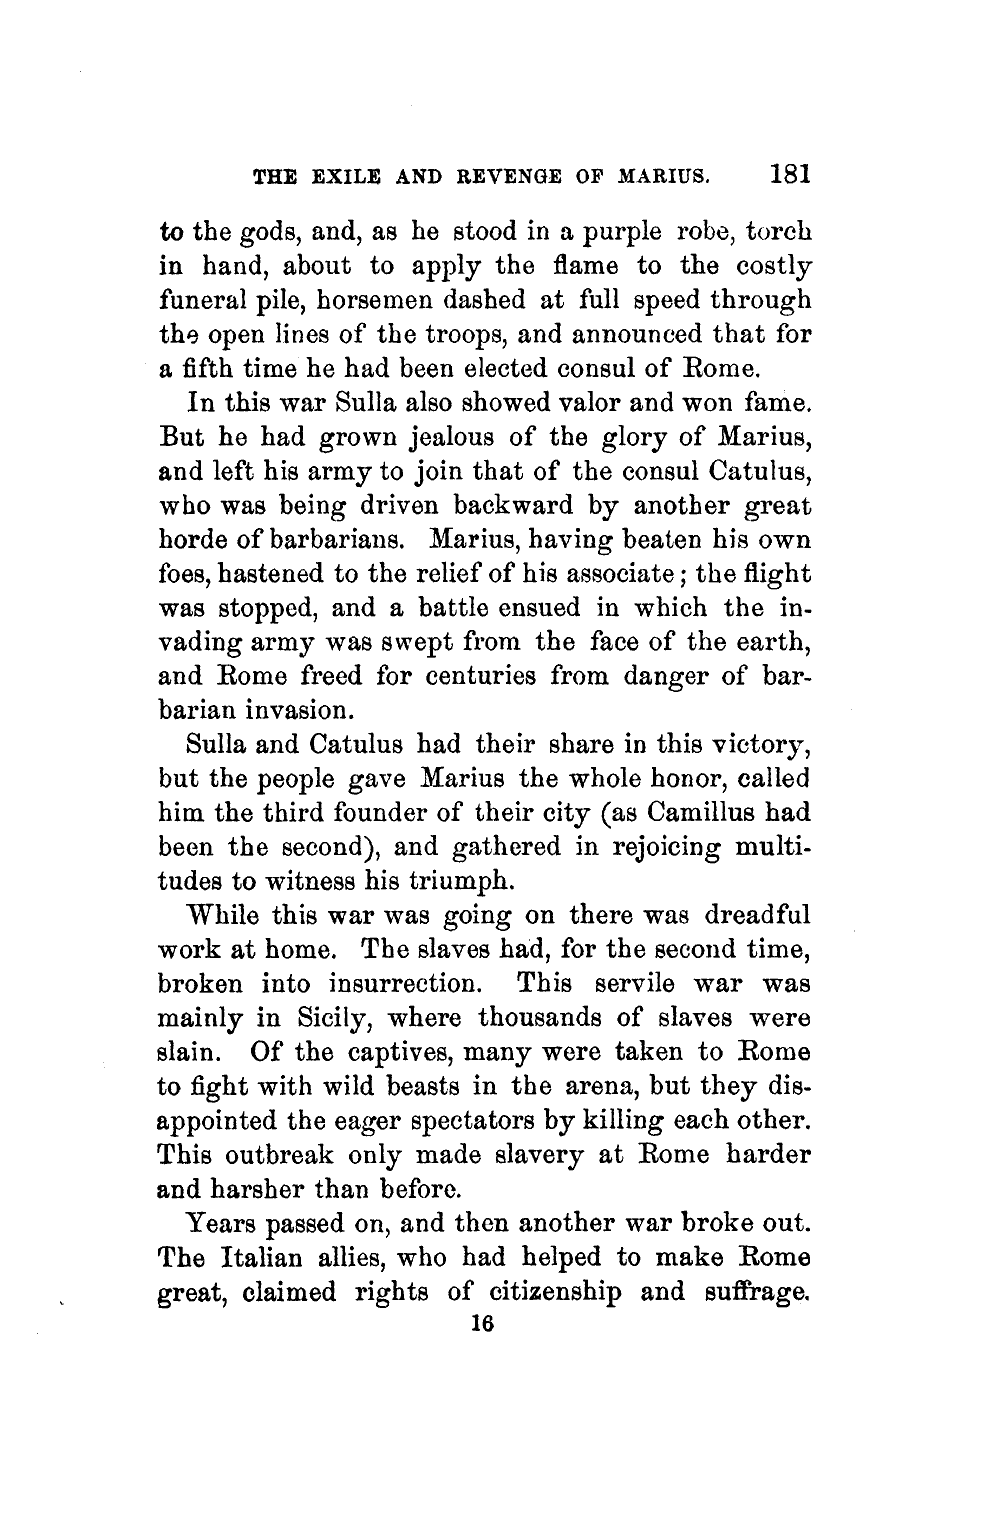 THE EXILE AND REVENGE OF MARIUS. 181
to the gods, and, as he stood in a purple robe, torch
in hand, about to apply the flame to the costly
funeral pile, horsemen dashed at full speed through
the open lines of the troops, and announced that for
a fifth time he had been elected consul of Rome.
In this war Sulla also showed valor and won fame.
But he had grown jealous of the glory of Marius,
and left his army to join that of the consul Catulus,
who was being driven backward by another great
horde of barbarians. Marius, having beaten his own
foes, hastened to the relief of his associate; the flight
was stopped, and a battle ensued in which the in-
vading army was swept from the face of the earth,
and Rome freed for centuries from danger of bar-
barian invasion.
Sulla and Catulus had their share in this victory,
but the people gave Marius the whole honor, called
him the third founder of their city (as Camillus had
been the second), and gathered in rejoicing multi-
tudes to witness his triumph.
While this war was going on there was dreadful
work at home. The slaves had, for the second time,
broken into insurrection. This servile war was
mainly in Sicily, where thousands of slaves were
slain. Of the captives, many were taken to Rome
to fight with wild beasts in the arena, but they dis-
appointed the eager spectators by killing each other.
This outbreak only made slavery at Rome harder
and harsher than before.
Years passed on, and then another war broke out.
The Italian allies, who had helped to make Rome
great, claimed rights of citizenship and suffrage.
16